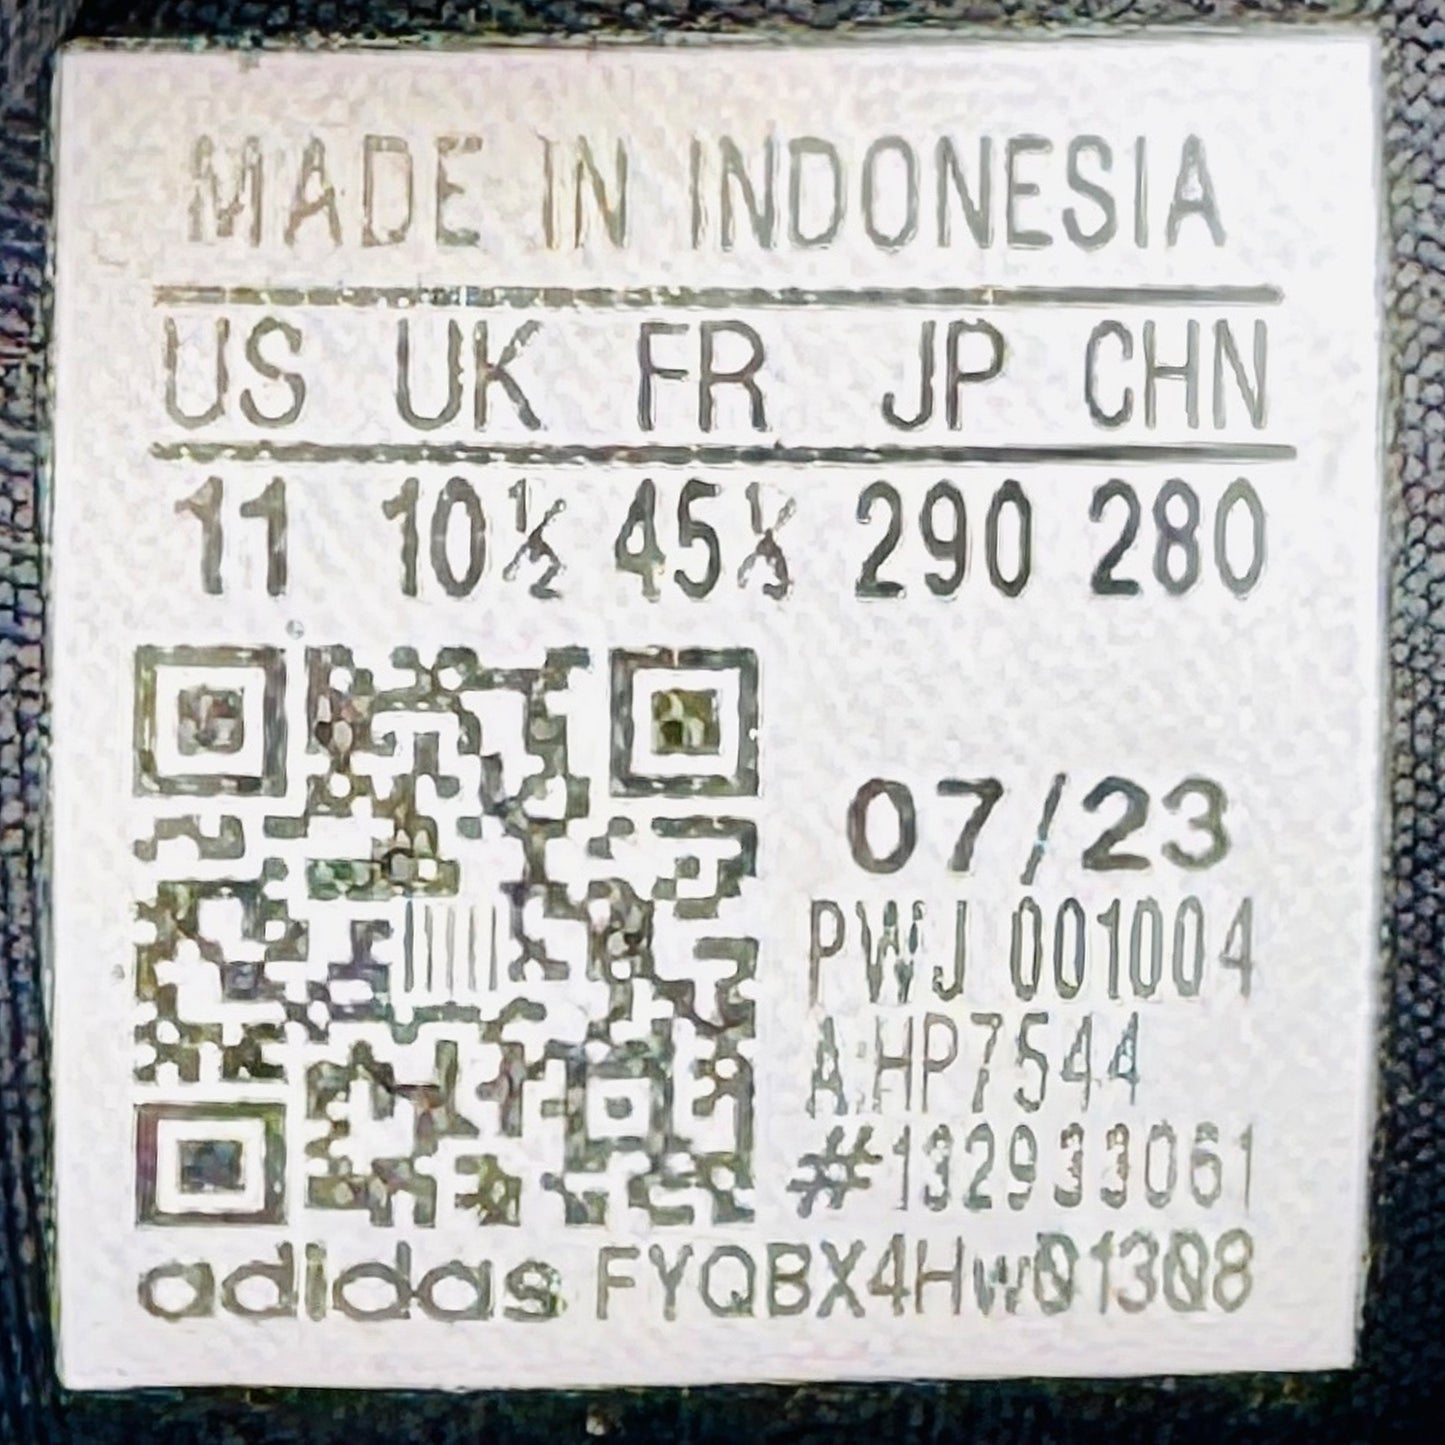 MADE IN INDONESIA
US UK FR JP CHN
11 10½ 45⅓ 290 280
07/23
PWJ 001004
A:HP7544
#132933061
adidas FYQBX4Hw01308